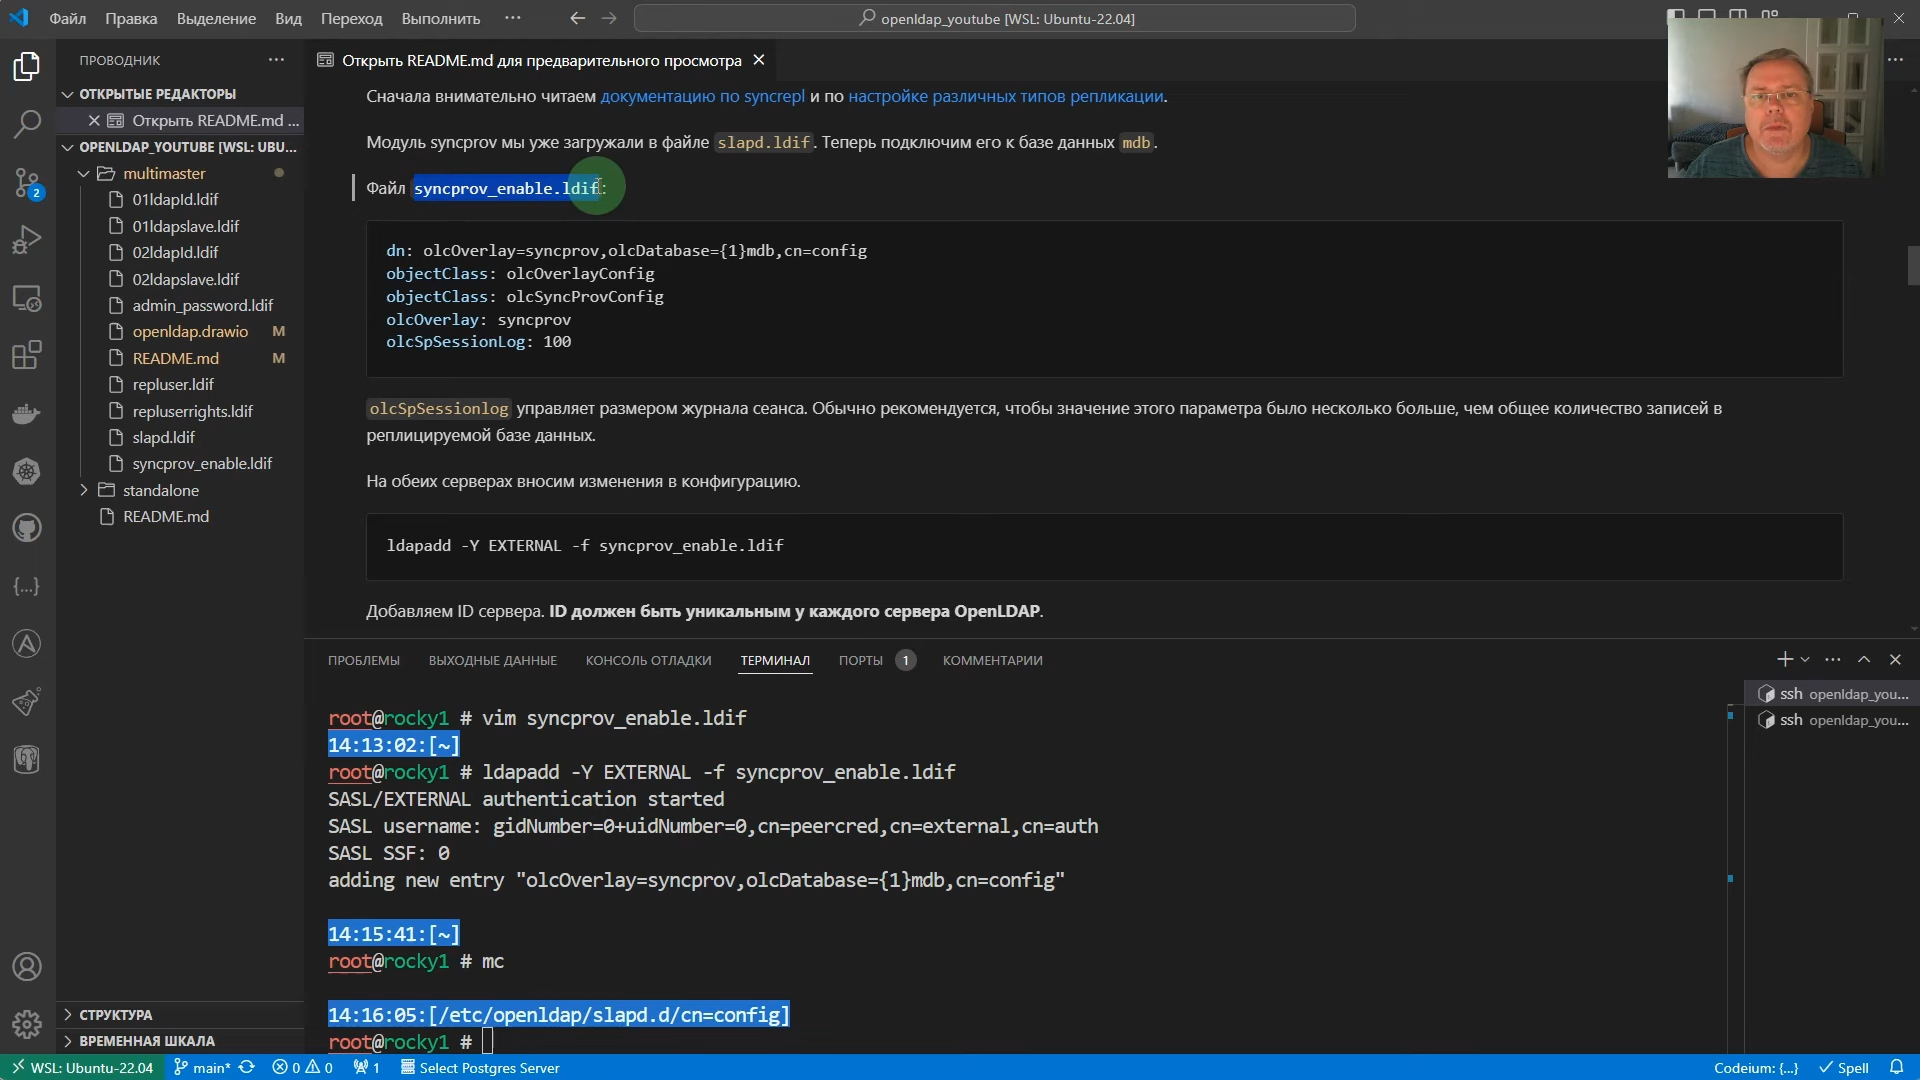 Файл Правка Выделение Вид Переход Выполнить ···
openldap_youtube [WSL: Ubuntu-22.04]
ПРОВОДНИК
Открыть README.md для предварительного просмотра
ОТКРЫТЫЕ РЕДАКТОРЫ
Открыть README.md ...
OPENLDAP_YOUTUBE [WSL: UBU...
multimaster
01ldapId.ldif
01ldapslave.ldif
02ldapId.ldif
02ldapslave.ldif
admin_password.ldif
openldap.drawio M
README.md M
repluser.ldif
repluserrights.ldif
slapd.ldif
syncprov_enable.ldif
standalone
README.md
СТРУКТУРА
ВРЕМЕННАЯ ШКАЛА
2
Сначала внимательно читаем документацию по syncrepl и по настройке различных типов репликации.
Модуль syncprov мы уже загружали в файле slapd.ldif. Теперь подключим его к базе данных mdb.
Файл syncprov_enable.ldif:
dn: olcOverlay=syncprov,olcDatabase={1}mdb,cn=config
objectClass: olcOverlayConfig
objectClass: olcSyncProvConfig
olcOverlay: syncprov
olcSpSessionLog: 100
olcSpSessionlog управляет размером журнала сеанса. Обычно рекомендуется, чтобы значение этого параметра было несколько больше, чем общее количество записей в
реплицируемой базе данных.
На обеих серверах вносим изменения в конфигурацию.
ldapadd -Y EXTERNAL -f syncprov_enable.ldif
Добавляем ID сервера. ID должен быть уникальным у каждого сервера OpenLDAP.
ПРОБЛЕМЫ ВЫХОДНЫЕ ДАННЫЕ КОНСОЛЬ ОТЛАДКИ ТЕРМИНАЛ ПОРТЫ 1 КОММЕНТАРИИ
root@rocky1 # vim syncprov_enable.ldif
14:13:02:[~]
root@rocky1 # ldapadd -Y EXTERNAL -f syncprov_enable.ldif
SASL/EXTERNAL authentication started
SASL username: gidNumber=0+uidNumber=0,cn=peercred,cn=external,cn=auth
SASL SSF: 0
adding new entry "olcOverlay=syncprov,olcDatabase={1}mdb,cn=config"
14:15:41:[~]
root@rocky1 # mc
14:16:05:[/etc/openldap/slapd.d/cn=config]
root@rocky1 #
ssh openldap_you...
ssh openldap_you...
WSL: Ubuntu-22.04 main* 0 0 1 Select Postgres Server Codeium: {...} Spell